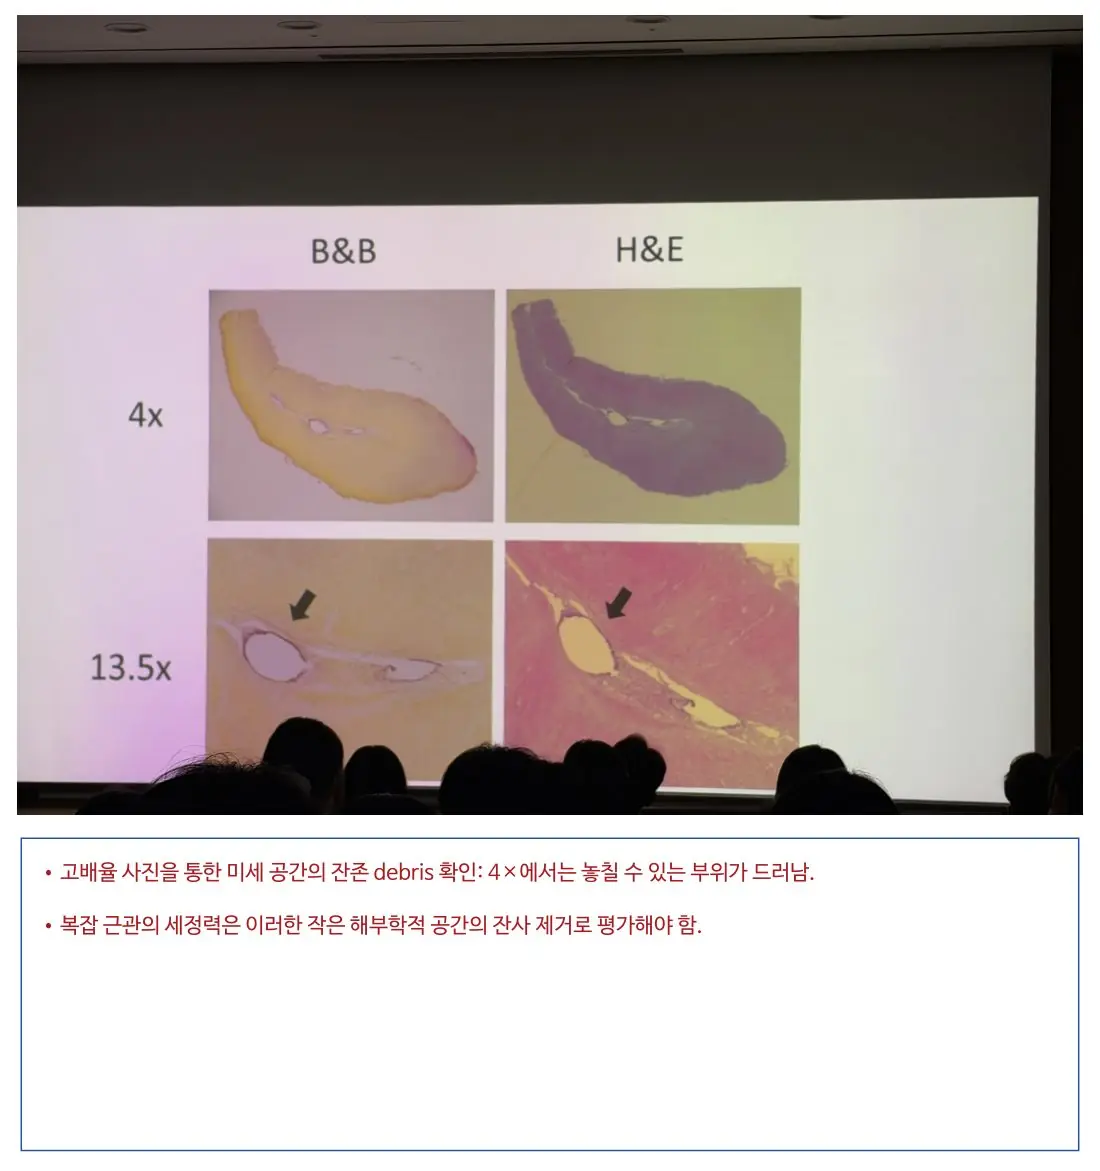 B&B
H&E
4x
13.5x
• 고배율 사진을 통한 미세 공간의 잔존 debris 확인: 4×에서는 놓칠 수 있는 부위가 드러남.
• 복잡 근관의 세정력은 이러한 작은 해부학적 공간의 잔사 제거로 평가해야 함.